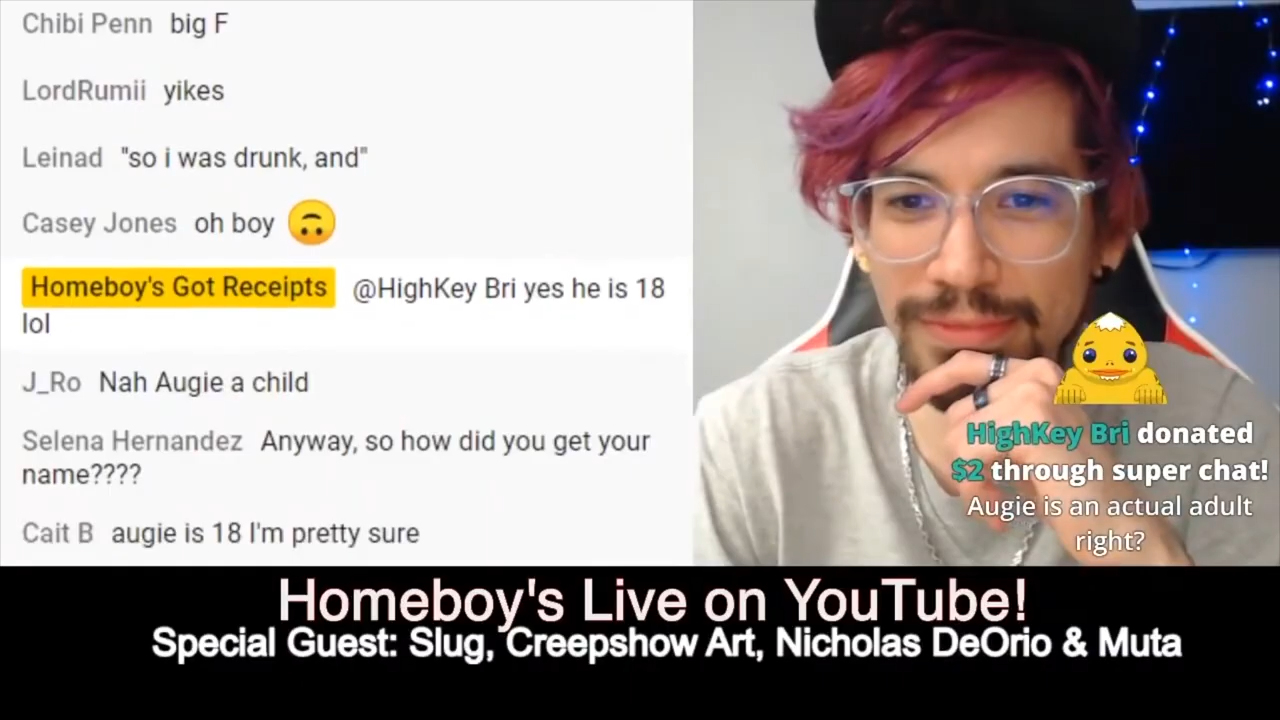 Chibi Penn big F
LordRumii yikes
Leinad "so i was drunk, and"
Casey Jones oh boy 🙃
Homeboy's Got Receipts @HighKey Bri yes he is 18
lol
J_Ro Nah Augie a child
Selena Hernandez Anyway, so how did you get your
name????
Cait B augie is 18 I'm pretty sure
HighKey Bri donated
$2 through super chat!
Augie is an actual adult
right?
Homeboy's Live on YouTube!
Special Guest: Slug, Creepshow Art, Nicholas DeOrio & Muta